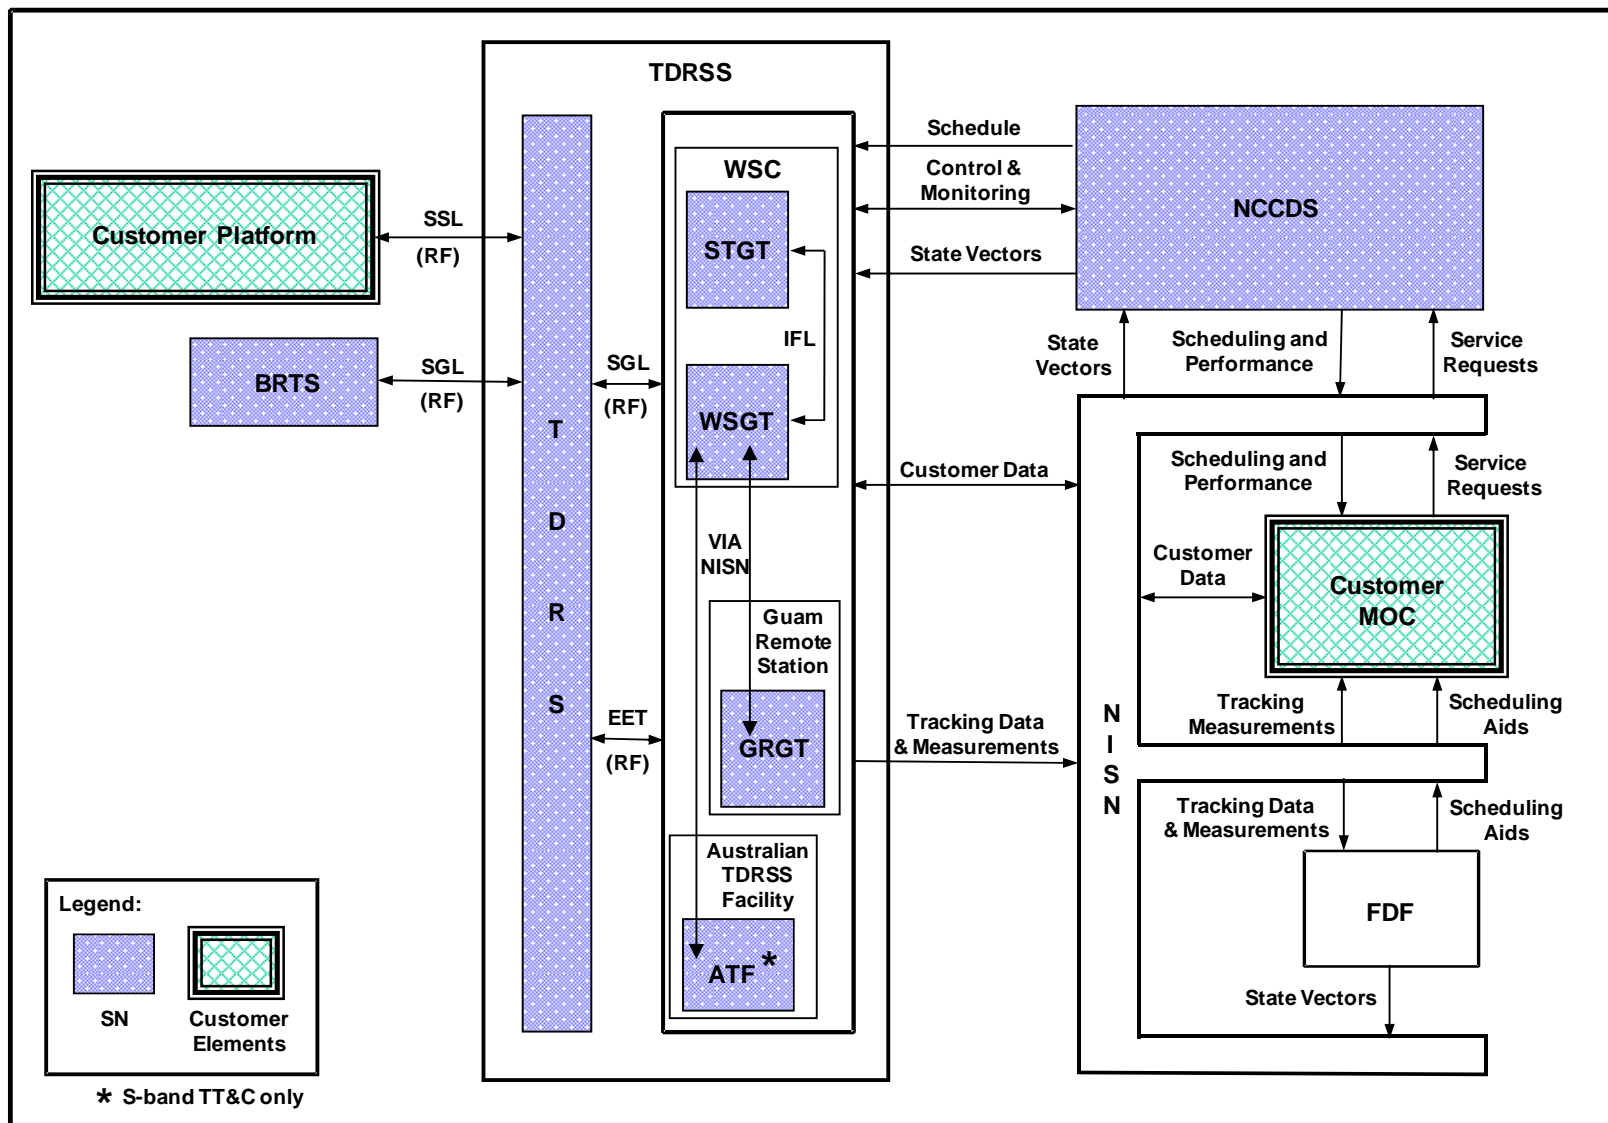 TDRSS
Customer Platform
SSL
(RF)
BRTS
SGL
(RF)
T
D
R
S
SGL
(RF)
EET
(RF)
WSC
STGT
IFL
WSGT
VIA
NISN
Guam
Remote
Station
GRGT
Australian
TDRSS
Facility
ATF *
Schedule
Control &
Monitoring
State Vectors
NCCDS
State
Vectors
Scheduling and
Performance
Service
Requests
Customer Data
Scheduling and
Performance
Service
Requests
Customer
Data
Customer
MOC
Tracking Data
& Measurements
N
I
S
N
Tracking
Measurements
Scheduling
Aids
Tracking Data
& Measurements
Scheduling
Aids
FDF
State Vectors
Legend:
SN
Customer
Elements
* S-band TT&C only